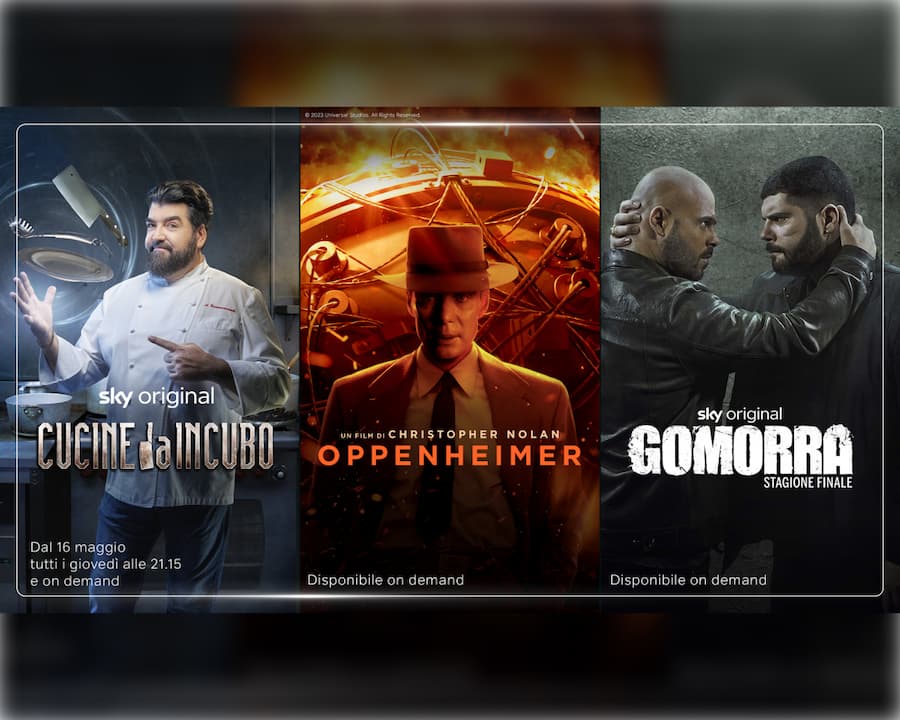 sky original
CUCINE da INCUBO
Dal 16 maggio
tutti i giovedì alle 21.15
e on demand
© 2023 Universal Studios. All Rights Reserved.
UN FILM DI CHRISTOPHER NOLAN
OPPENHEIMER
Disponibile on demand
sky original
GOMORRA
STAGIONE FINALE
Disponibile on demand